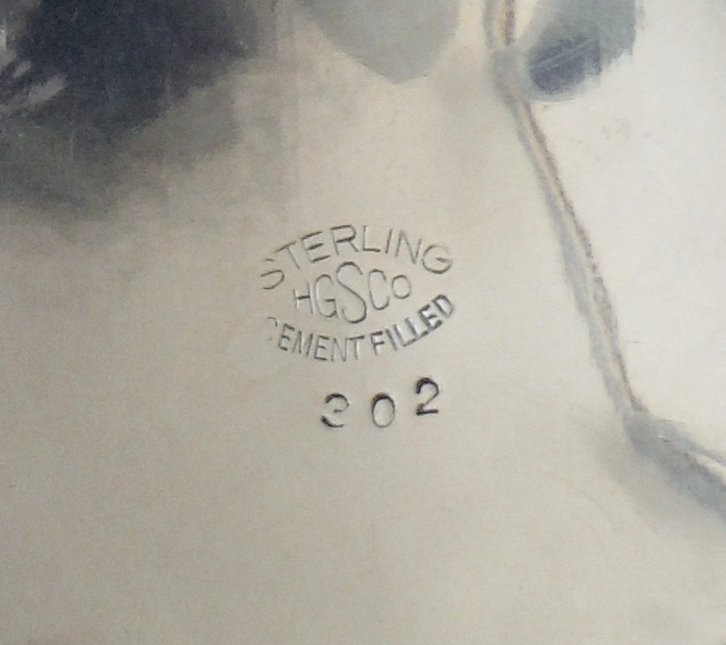 STERLING
HGSCo
CEMENT FILLED
302